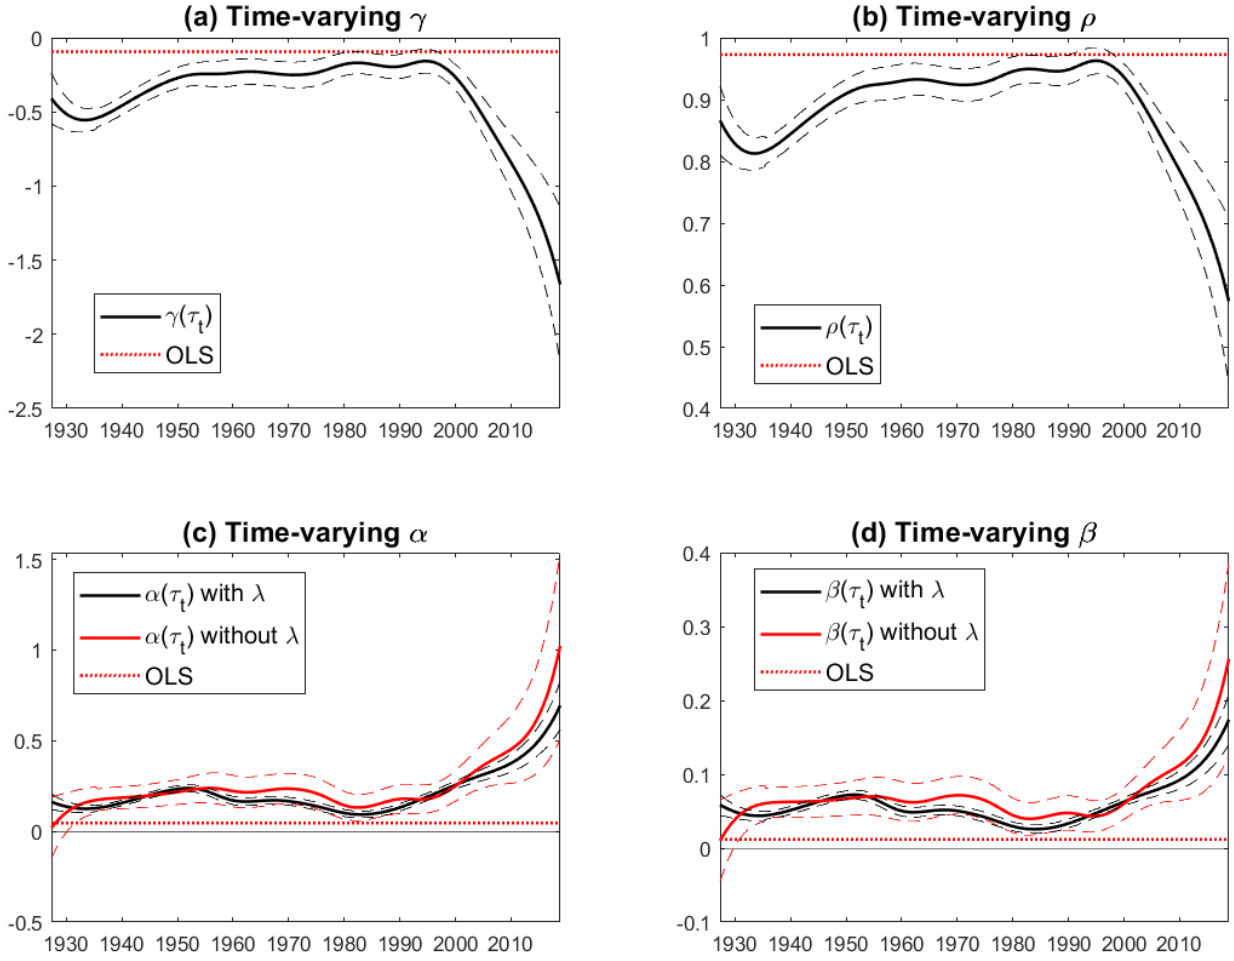 (a) Time-varying γ
0
-0.5
-1
-1.5
-2
-2.5
γ(τt)
OLS
1930 1940 1950 1960 1970 1980 1990 2000 2010
(b) Time-varying ρ
1
0.9
0.8
0.7
0.6
0.5
0.4
ρ(τt)
OLS
1930 1940 1950 1960 1970 1980 1990 2000 2010
(c) Time-varying α
1.5
1
0.5
0
-0.5
α(τt) with λ
α(τt) without λ
OLS
1930 1940 1950 1960 1970 1980 1990 2000 2010
(d) Time-varying β
0.4
0.3
0.2
0.1
0
-0.1
β(τt) with λ
β(τt) without λ
OLS
1930 1940 1950 1960 1970 1980 1990 2000 2010